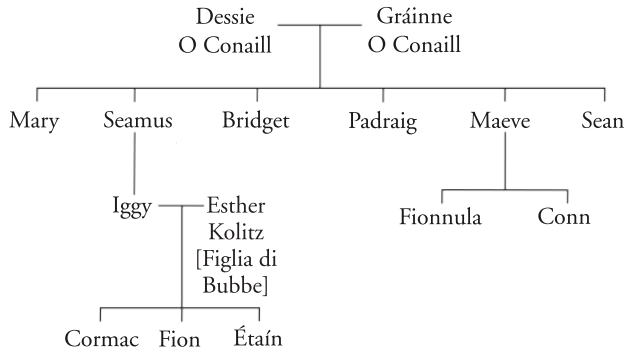 Dessie
O Conaill
Gráinne
O Conaill
Mary Seamus Bridget Padraig Maeve Sean
Iggy
Esther
Kolitz
[Figlia di
Bubbe]
Fionnula Conn
Cormac Fion Étaín